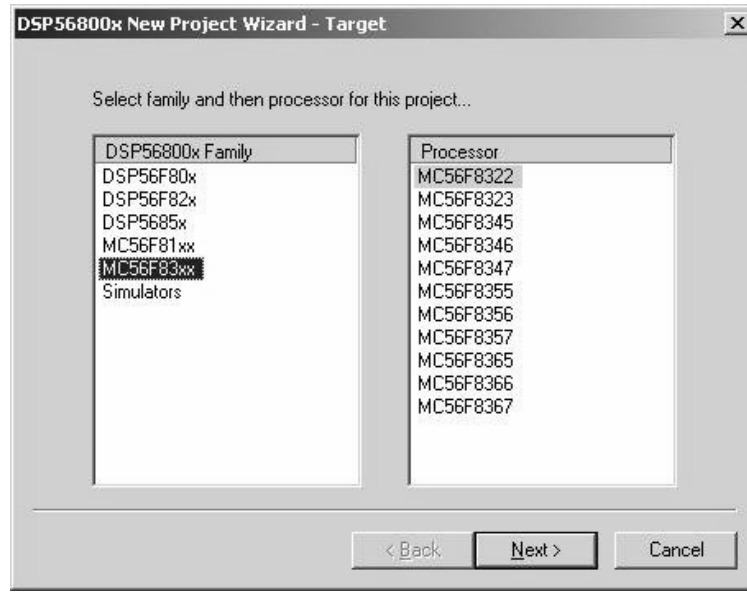 DSP56800x New Project Wizard - Target
Select family and then processor for this project...
DSP56800x Family
DSP56F80x
DSP56F82x
DSP5685x
MC56F81xx
MC56F83xx
Simulators
Processor
MC56F8322
MC56F8323
MC56F8345
MC56F8346
MC56F8347
MC56F8355
MC56F8356
MC56F8357
MC56F8365
MC56F8366
MC56F8367
< Back Next > Cancel